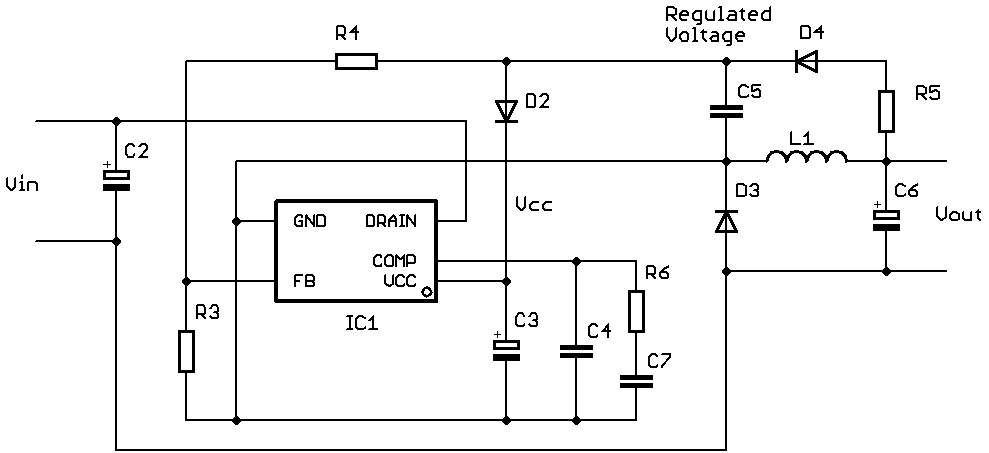 Regulated
Voltage
R4
D4
D2
C5
R5
C2
L1
Vin
D3
C6
Vcc
Vout
GND
DRAIN
COMP
FB
VCC
R6
R3
IC1
C3
C4
C7